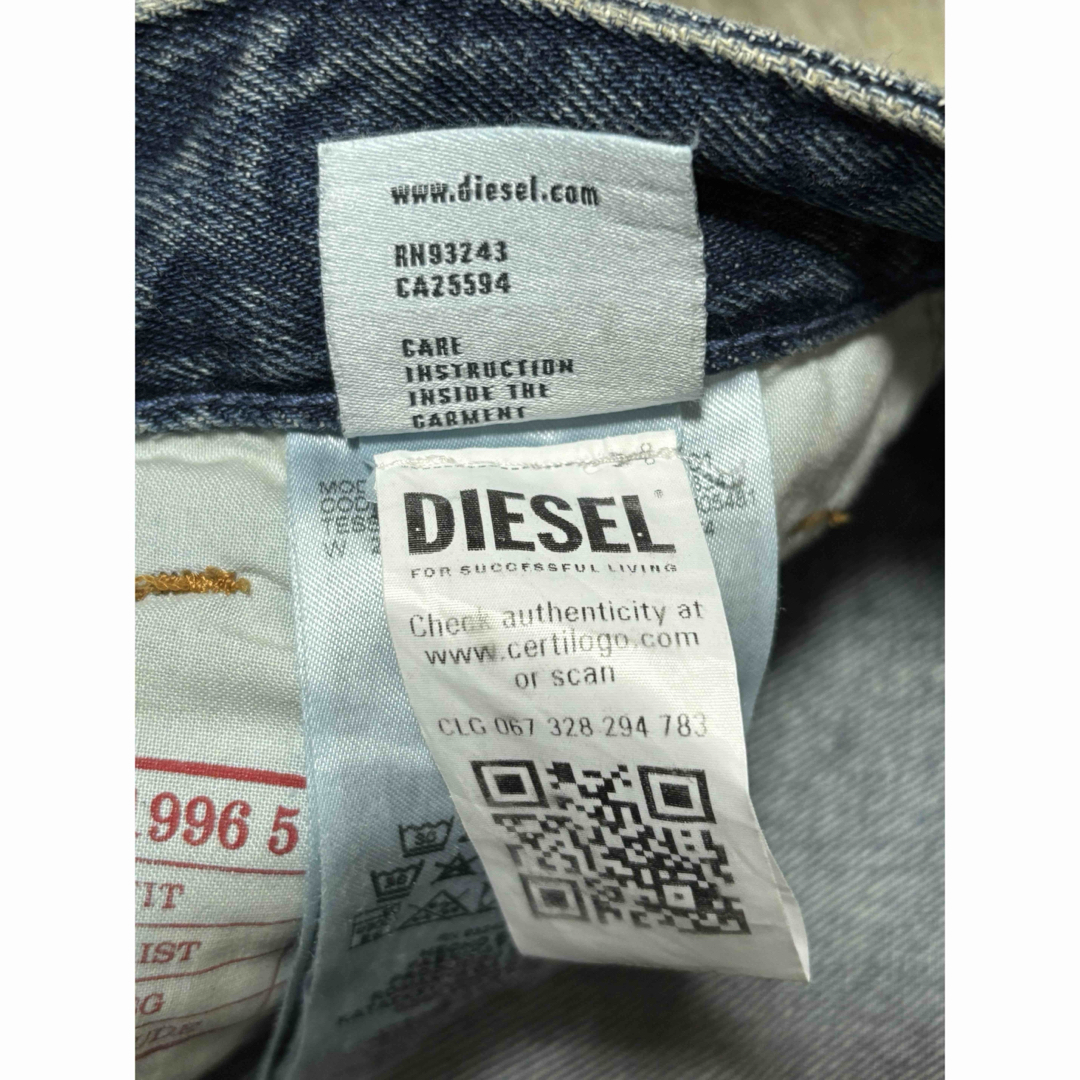 www.diesel.com
RN93243
CA25594
CARE
INSTRUCTION
INSIDE THE
GARMENT
DIESEL
FOR SUCCESSFUL LIVING
Check authenticity at
www.certilogo.com
or scan
CLG 067 328 294 783
996 5
IST